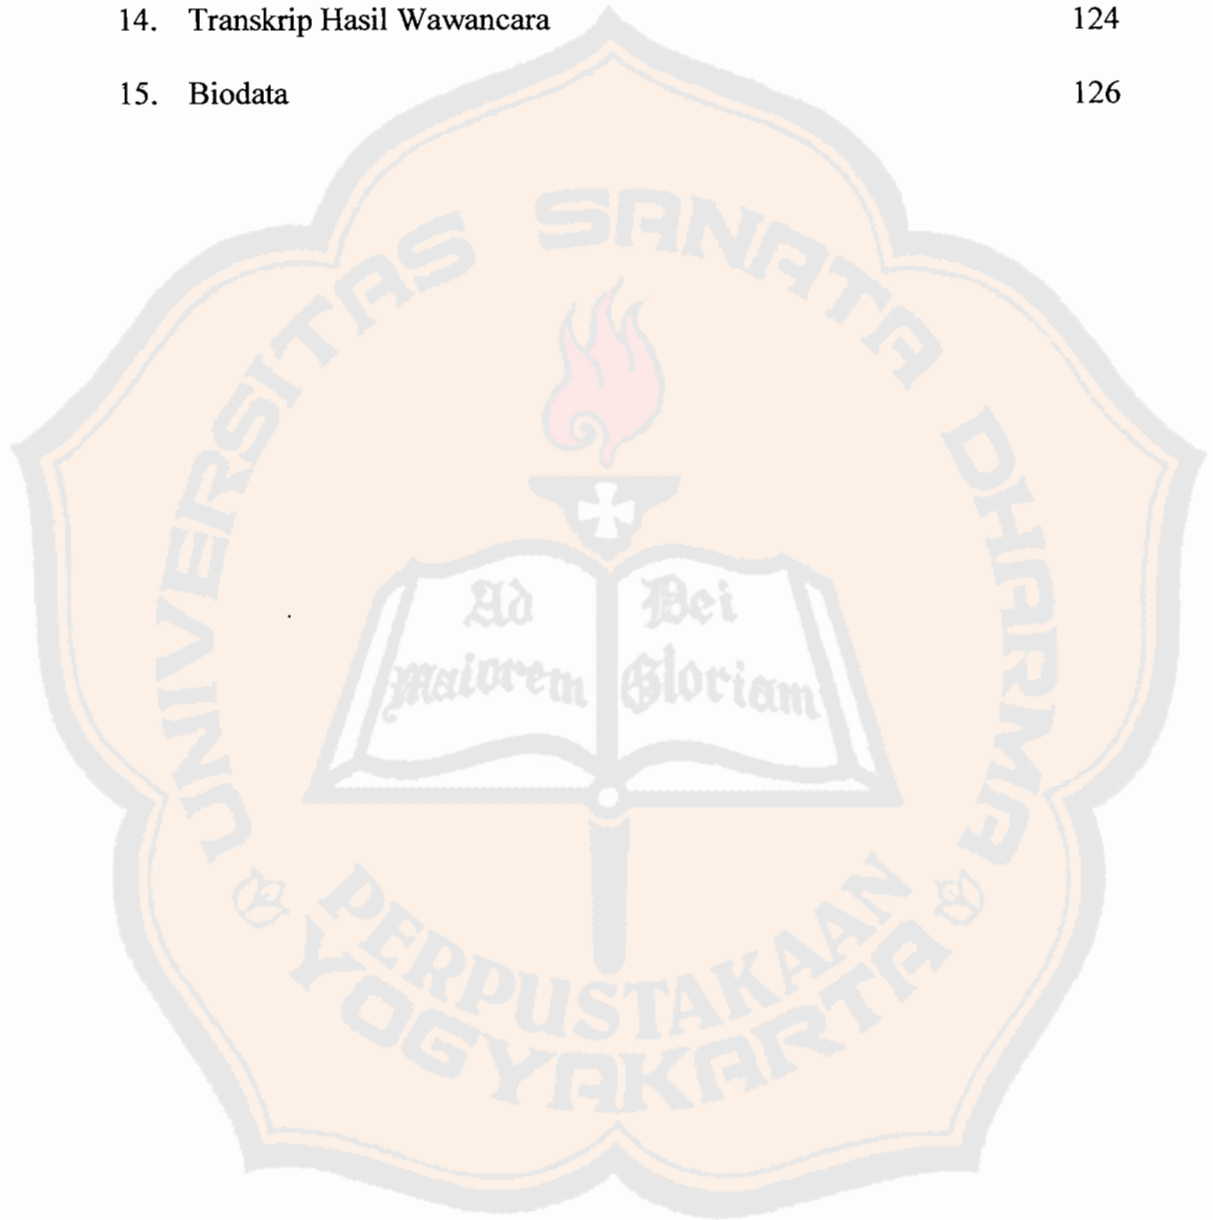 14. Transkrip Hasil Wawancara 124
15. Biodata 126
UNIVERSITAS SANATA DHARMA
Ad Dei
Maiorem Gloriam
PERPUSTAKAAN
YOGYAKARTA